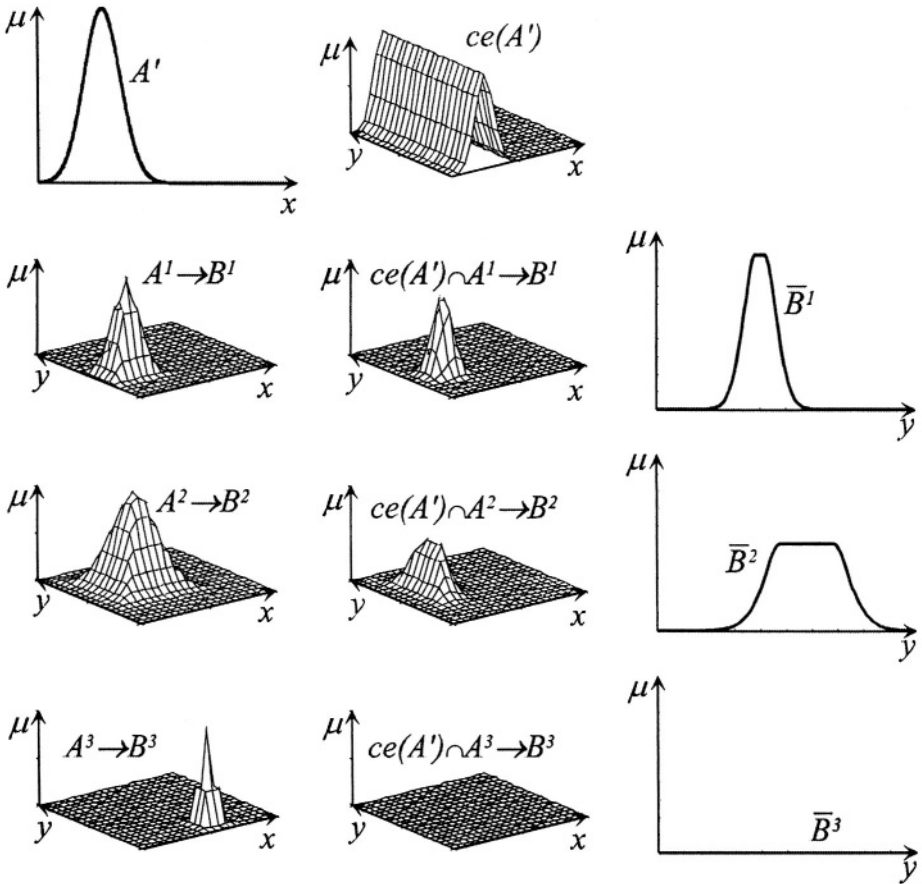 μ A' x
μ ce(A') y x
μ A¹→B¹ y x
μ ce(A')∩A¹→B¹ y x
μ B̅¹ y
μ A²→B² y x
μ ce(A')∩A²→B² y x
μ B̅² y
μ A³→B³ y x
μ ce(A')∩A³→B³ y x
μ B̅³ y